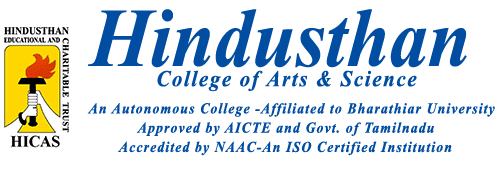 HINDUSTHAN
EDUCATIONAL AND
CHARITABLE TRUST
HICAS
Hindusthan
College of Arts & Science
An Autonomous College -Affiliated to Bharathiar University
Approved by AICTE and Govt. of Tamilnadu
Accredited by NAAC-An ISO Certified Institution